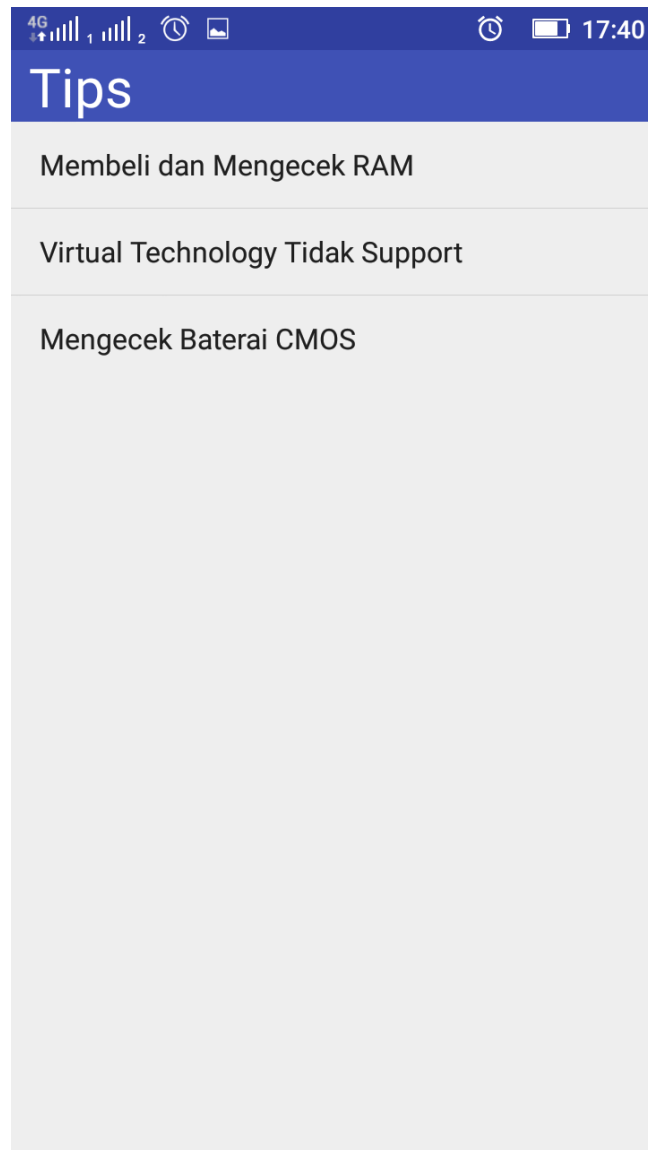 4G 1 2 17:40
Tips
Membeli dan Mengecek RAM
Virtual Technology Tidak Support
Mengecek Baterai CMOS